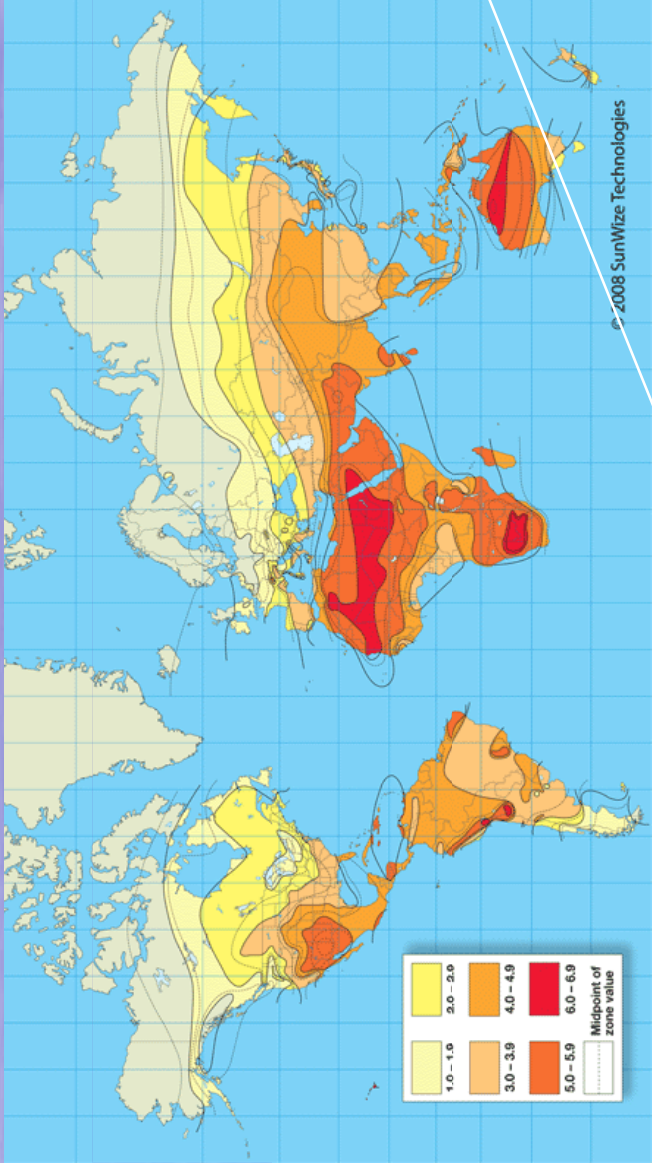 1.0 – 1.9
2.0 – 2.9
3.0 – 3.9
4.0 – 4.9
5.0 – 5.9
6.0 – 6.9
Midpoint of
zone value
© 2008 SunWize Technologies